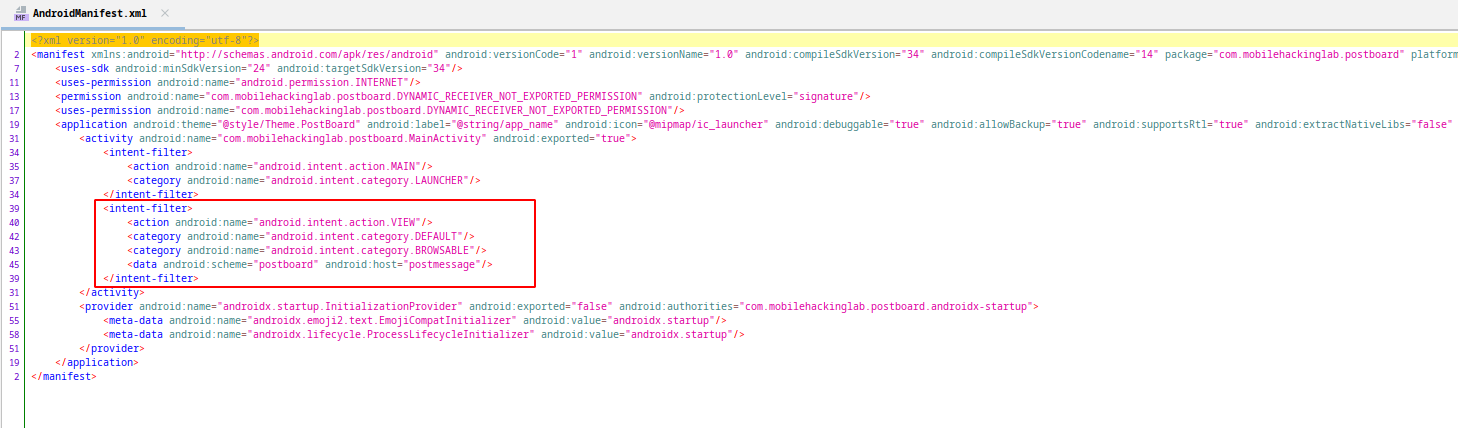 MF AndroidManifest.xml
<?xml version="1.0" encoding="utf-8"?>
2 <manifest xmlns:android="http://schemas.android.com/apk/res/android" android:versionCode="1" android:versionName="1.0" android:compileSdkVersion="34" android:compileSdkVersionCodename="14" package="com.mobilehackinglab.postboard" platform
7 <uses-sdk android:minSdkVersion="24" android:targetSdkVersion="34"/>
11 <uses-permission android:name="android.permission.INTERNET"/>
13 <permission android:name="com.mobilehackinglab.postboard.DYNAMIC_RECEIVER_NOT_EXPORTED_PERMISSION" android:protectionLevel="signature"/>
17 <uses-permission android:name="com.mobilehackinglab.postboard.DYNAMIC_RECEIVER_NOT_EXPORTED_PERMISSION"/>
19 <application android:theme="@style/Theme.PostBoard" android:label="@string/app_name" android:icon="@mipmap/ic_launcher" android:debuggable="true" android:allowBackup="true" android:supportsRtl="true" android:extractNativeLibs="false"
31 <activity android:name="com.mobilehackinglab.postboard.MainActivity" android:exported="true">
34 <intent-filter>
35 <action android:name="android.intent.action.MAIN"/>
37 <category android:name="android.intent.category.LAUNCHER"/>
34 </intent-filter>
39 <intent-filter>
40 <action android:name="android.intent.action.VIEW"/>
42 <category android:name="android.intent.category.DEFAULT"/>
43 <category android:name="android.intent.category.BROWSABLE"/>
45 <data android:scheme="postboard" android:host="postmessage"/>
39 </intent-filter>
31 </activity>
51 <provider android:name="androidx.startup.InitializationProvider" android:exported="false" android:authorities="com.mobilehackinglab.postboard.androidx-startup">
55 <meta-data android:name="androidx.emoji2.text.EmojiCompatInitializer" android:value="androidx.startup"/>
58 <meta-data android:name="androidx.lifecycle.ProcessLifecycleInitializer" android:value="androidx.startup"/>
51 </provider>
19 </application>
2 </manifest>